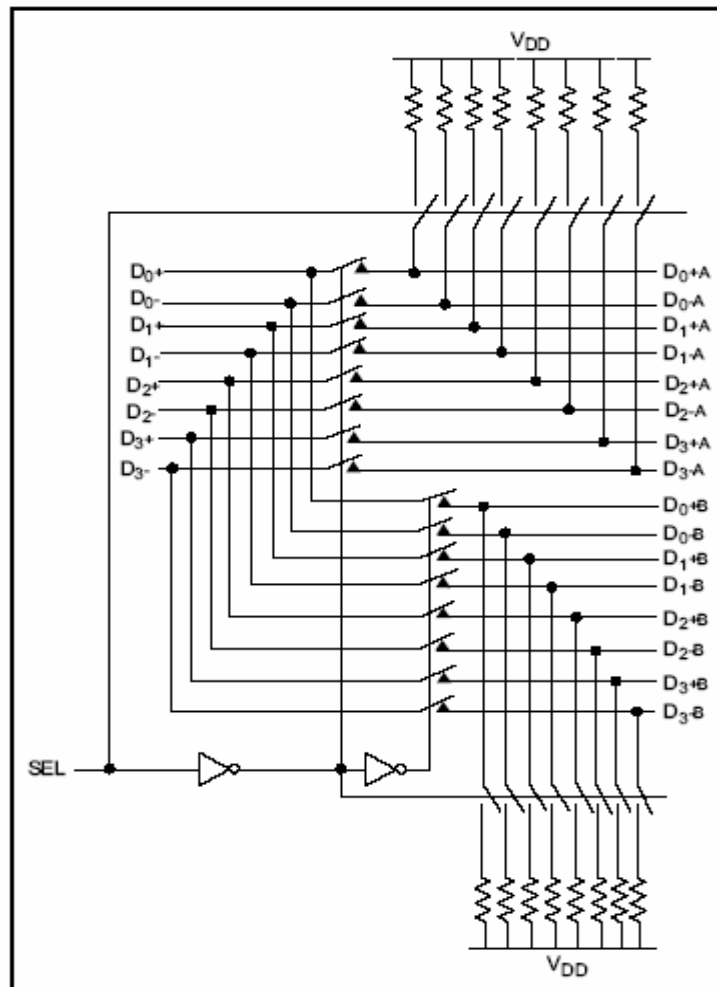 VDD
D0+
D0-
D1+
D1-
D2+
D2-
D3+
D3-
D0+A
D0-A
D1+A
D1-A
D2+A
D2-A
D3+A
D3-A
D0+B
D0-B
D1+B
D1-B
D2+B
D2-B
D3+B
D3-B
SEL
VDD